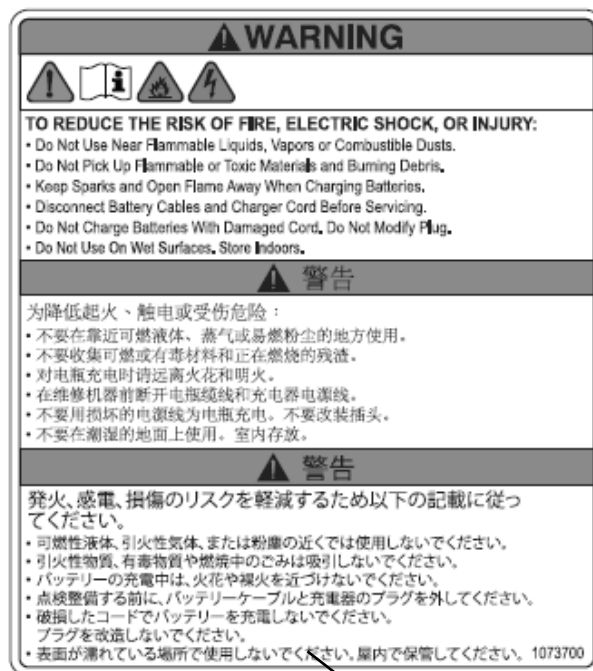 WARNING
TO REDUCE THE RISK OF FIRE, ELECTRIC SHOCK, OR INJURY:
• Do Not Use Near Flammable Liquids, Vapors or Combustible Dusts.
• Do Not Pick Up Flammable or Toxic Materials and Burning Debris.
• Keep Sparks and Open Flame Away When Charging Batteries.
• Disconnect Battery Cables and Charger Cord Before Servicing.
• Do Not Charge Batteries With Damaged Cord. Do Not Modify Plug.
• Do Not Use On Wet Surfaces. Store Indoors.
警告
为降低起火、触电或受伤危险：
• 不要在靠近可燃液体、蒸气或易燃粉尘的地方使用。
• 不要收集可燃或有毒材料和正在燃烧的残渣。
• 对电瓶充电时请远离火花和明火。
• 在维修机器前断开电瓶缆线和充电器电源线。
• 不要用损坏的电源线为电瓶充电。不要改装插头。
• 不要在潮湿的地面上使用。室内存放。
警告
発火、感電、損傷のリスクを軽減するため以下の記載に従っ
てください。
• 可燃性液体、引火性気体、または粉塵の近くでは使用しないでください。
• 引火性物質、有毒物質や燃焼中のごみは吸引しないでください。
• バッテリーの充電中は、火花や裸火を近づけないでください。
• 点検整備する前に、バッテリーケーブルと充電器のプラグを外してください。
• 破損したコードでバッテリーを充電しないでください。
プラグを改造しないでください。
• 表面が濡れている場所で使用しないでください。屋内で保管してください。 1073700